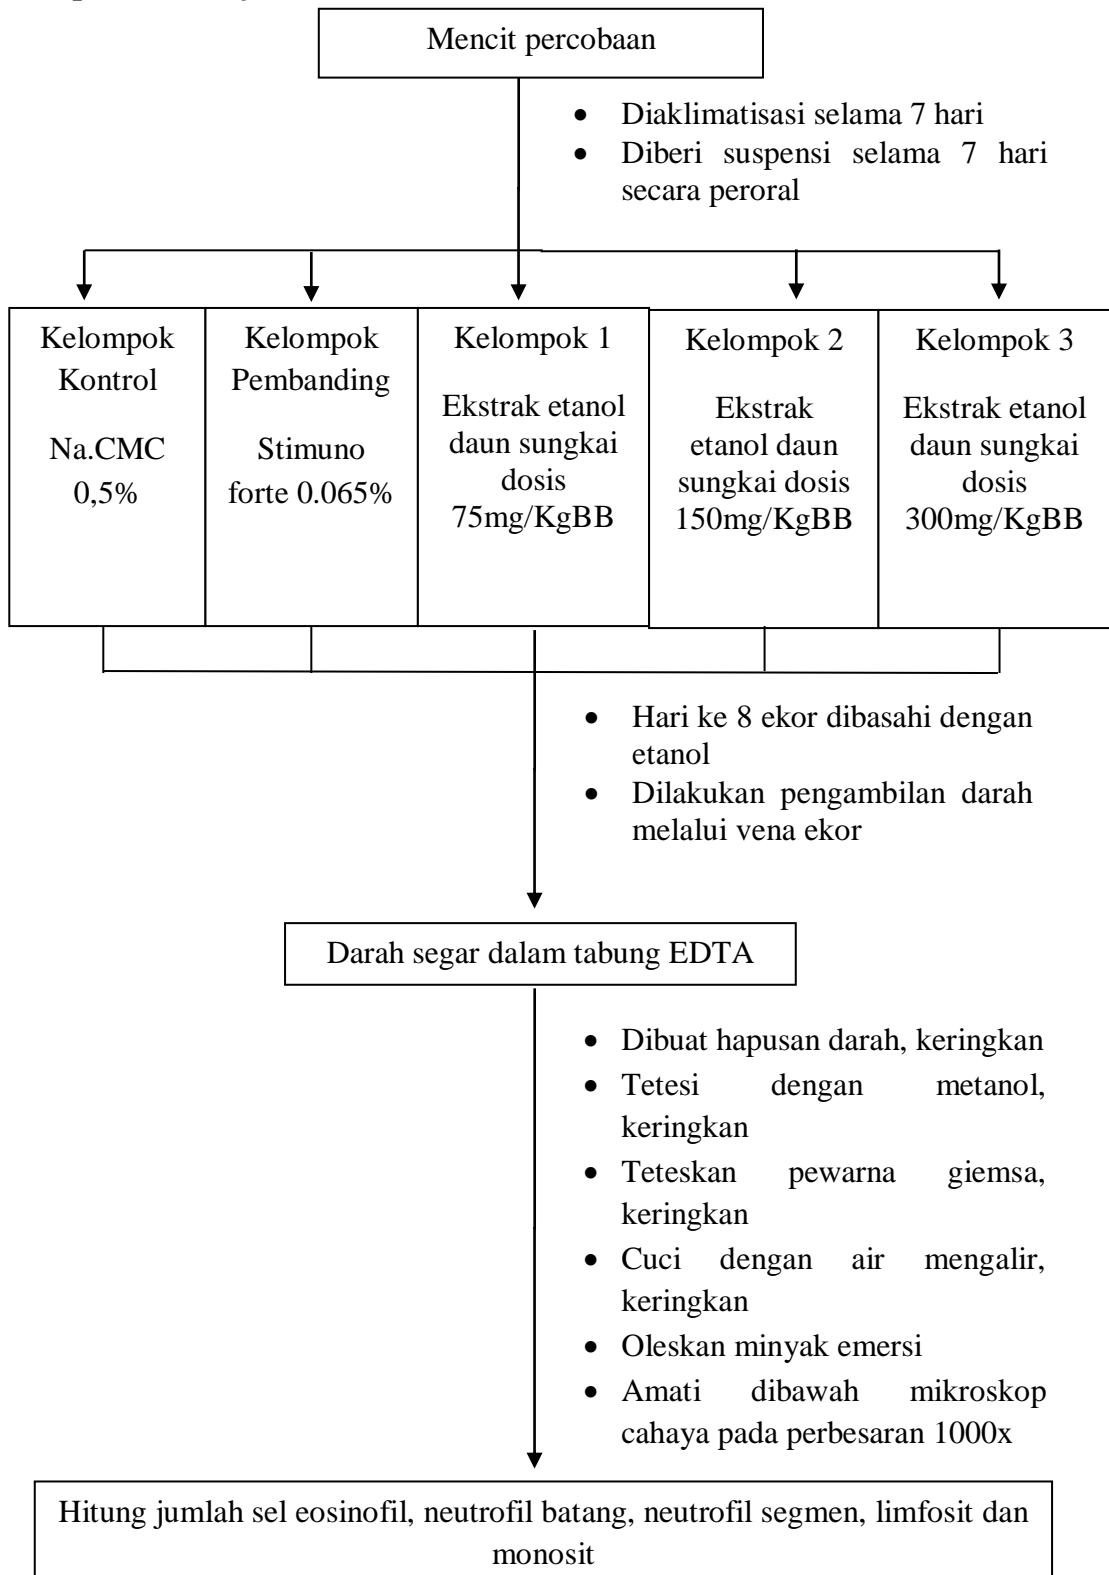 Mencit percobaan
• Diaklimatisasi selama 7 hari
• Diberi suspensi selama 7 hari
secara peroral
Kelompok
Kontrol
Na.CMC
0,5%
Kelompok
Pembanding
Stimuno
forte 0.065%
Kelompok 1
Ekstrak etanol
daun sungkai
dosis
75mg/KgBB
Kelompok 2
Ekstrak
etanol daun
sungkai dosis
150mg/KgBB
Kelompok 3
Ekstrak etanol
daun sungkai
dosis
300mg/KgBB
• Hari ke 8 ekor dibasahi dengan
etanol
• Dilakukan pengambilan darah
melalui vena ekor
Darah segar dalam tabung EDTA
• Dibuat hapusan darah, keringkan
• Tetesi dengan metanol,
keringkan
• Teteskan pewarna giemsa,
keringkan
• Cuci dengan air mengalir,
keringkan
• Oleskan minyak emersi
• Amati dibawah mikroskop
cahaya pada perbesaran 1000x
Hitung jumlah sel eosinofil, neutrofil batang, neutrofil segmen, limfosit dan
monosit